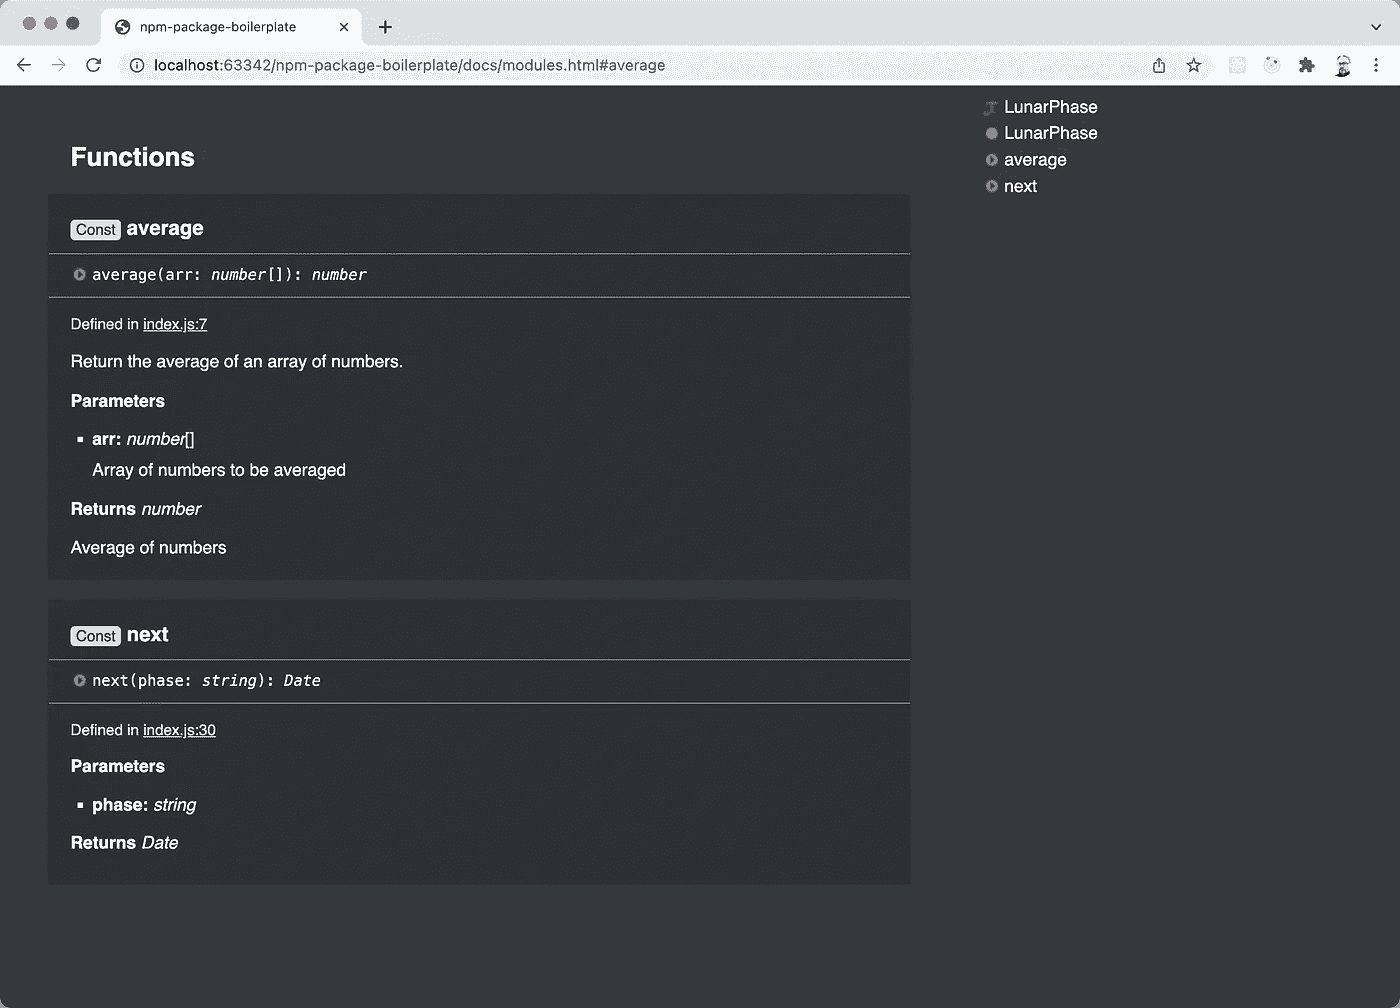 npm-package-boilerplate
localhost:63342/npm-package-boilerplate/docs/modules.html#average
LunarPhase
LunarPhase
average
next
Functions
Const average
average(arr: number[]): number
Defined in index.js:7
Return the average of an array of numbers.
Parameters
arr: number[]
Array of numbers to be averaged
Returns number
Average of numbers
Const next
next(phase: string): Date
Defined in index.js:30
Parameters
phase: string
Returns Date